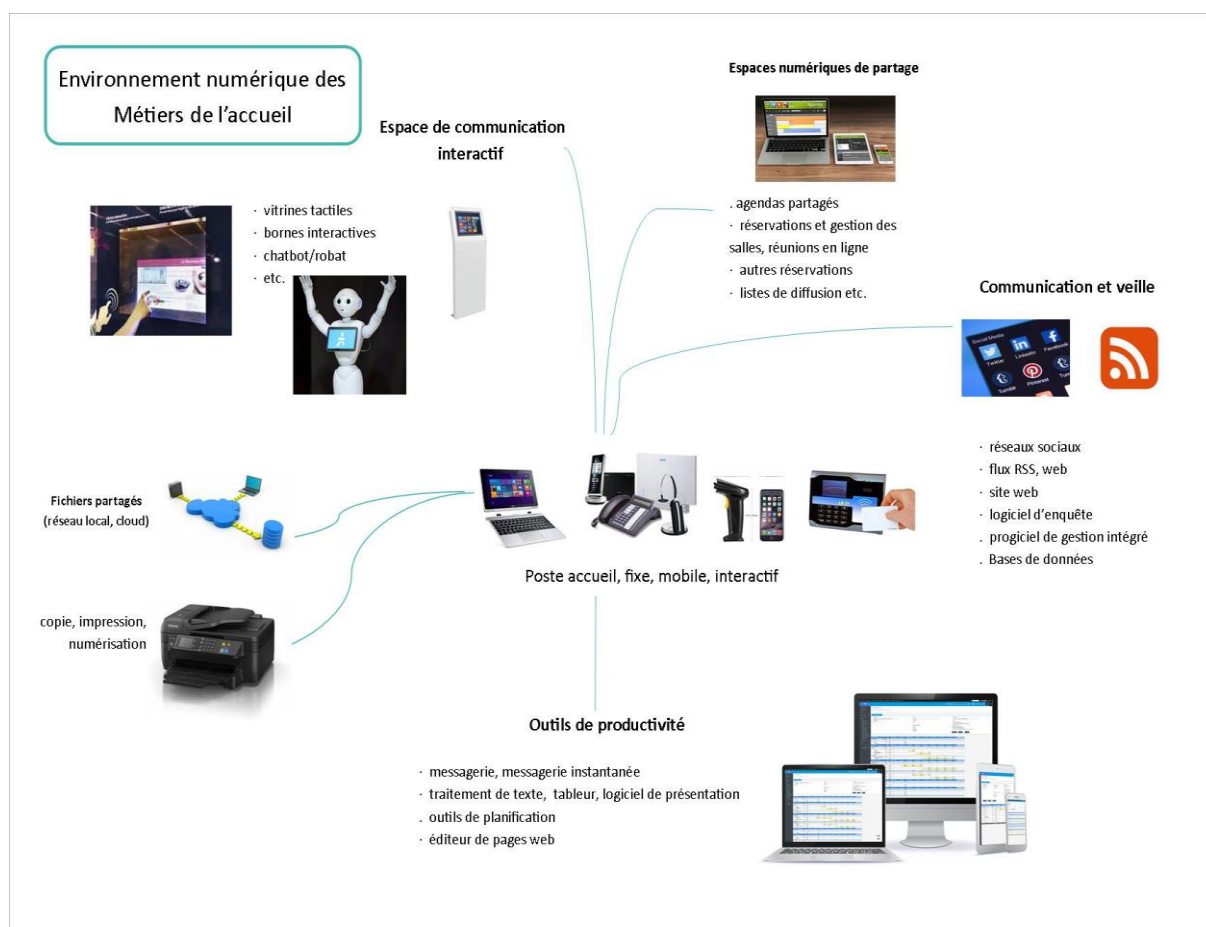 Environnement numérique des
Métiers de l'accueil
Espace de communication
interactif
· vitrines tactiles
· bornes interactives
· chatbot/robat
· etc.
Espaces numériques de partage
Agenda
. agendas partagés
· réservations et gestion des
salles, réunions en ligne
· autres réservations
· listes de diffusion etc.
Communication et veille
Social Media
Twitter
LinkedIn
Facebook
Tumblr
Pinterest
· réseaux sociaux
· flux RSS, web
· site web
· logiciel d'enquête
. progiciel de gestion intégré
. Bases de données
Fichiers partagés
(réseau local, cloud)
Poste accueil, fixe, mobile, interactif
copie, impression,
numérisation
Outils de productivité
· messagerie, messagerie instantanée
· traitement de texte, tableur, logiciel de présentation
. outils de planification
· éditeur de pages web